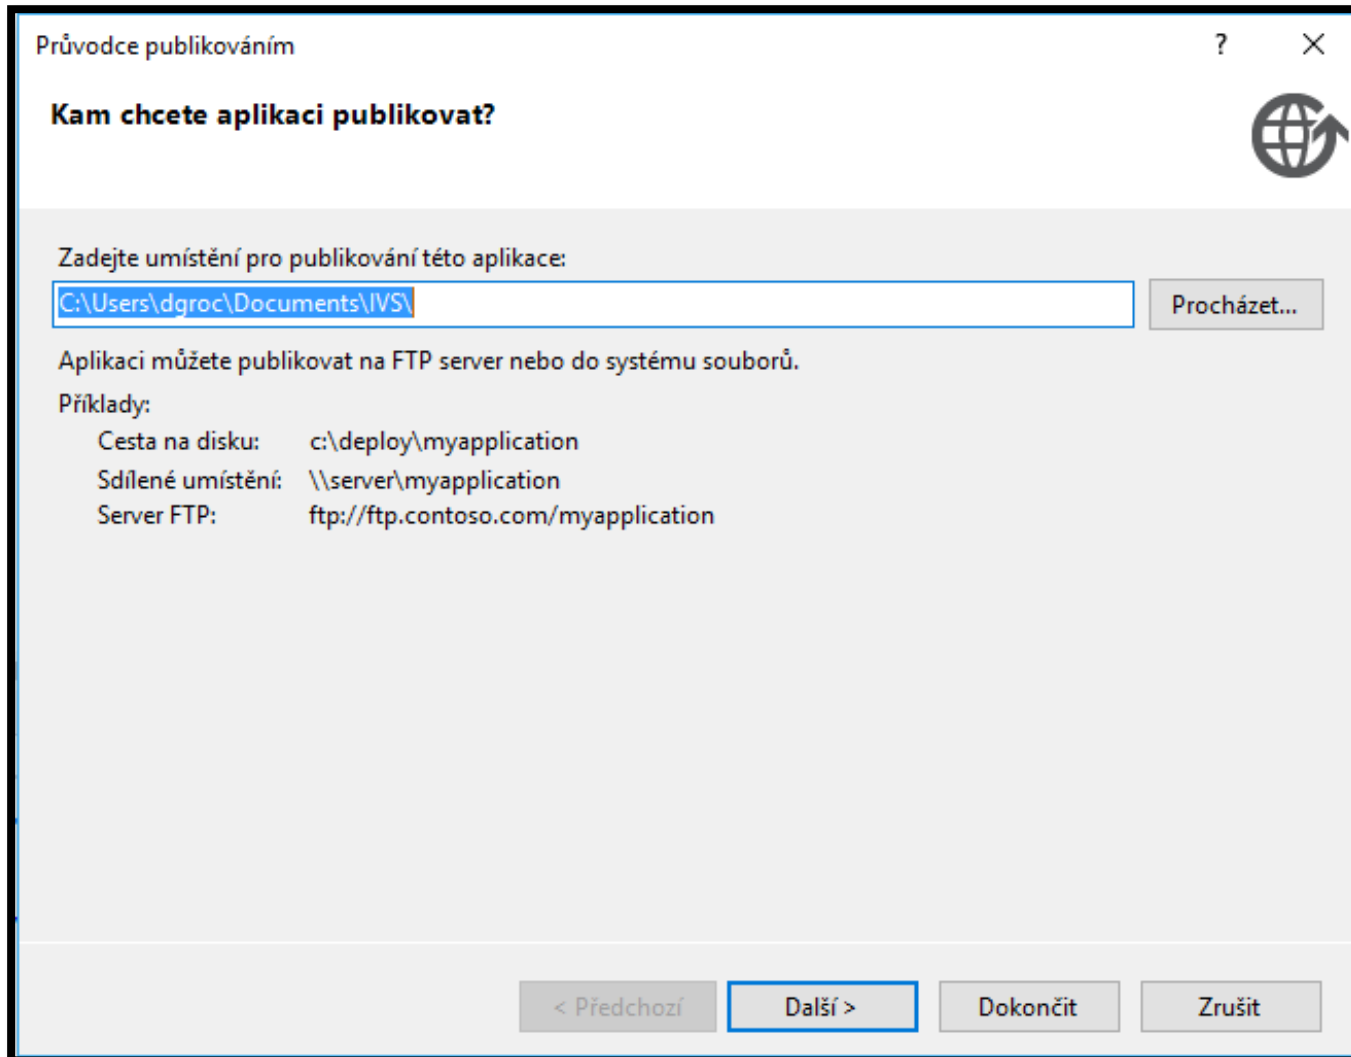 Průvodce publikováním
?
Kam chcete aplikaci publikovat?
Zadejte umístění pro publikování této aplikace:
C:\Users\dgroc\Documents\IVS\
Procházet...
Aplikaci můžete publikovat na FTP server nebo do systému souborů.
Příklady:
Cesta na disku: c:\deploy\myapplication
Sdílené umístění: \\server\myapplication
Server FTP: ftp://ftp.contoso.com/myapplication
< Předchozí Další > Dokončit Zrušit